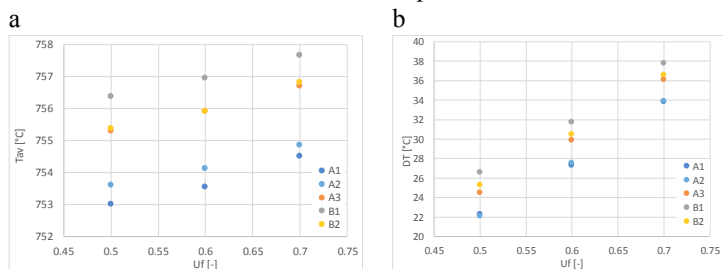 a
758
757
756
755
754
753
752
Tav [°C]
0.45 0.5 0.55 0.6 0.65 0.7 0.75
Uf [-]
A1
A2
A3
B1
B2
b
40
38
36
34
32
30
28
26
24
22
20
DT [°C]
0.45 0.5 0.55 0.6 0.65 0.7 0.75
Uf [-]
A1
A2
A3
B1
B2